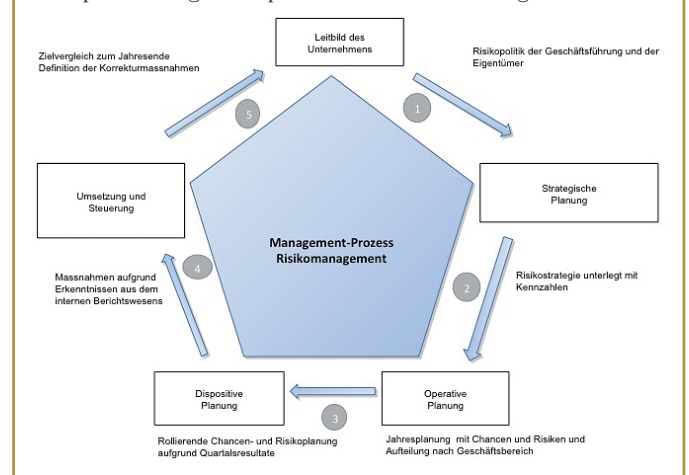 Leitbild des
Unternehmens
Zielvergleich zum Jahresende
Definition der Korrekturmassnahmen
Risikopolitik der Geschäftsführung und der
Eigentümer
5
1
Umsetzung und
Steuerung
Strategische
Planung
Management-Prozess
Risikomanagement
4
2
Massnahmen aufgrund
Erkenntnissen aus dem
internen Berichtswesens
Risikostrategie unterlegt mit
Kennzahlen
Dispositive
Planung
Operative
Planung
3
Rollierende Chancen- und Risikoplanung
aufgrund Quartalsresultate
Jahresplanung mit Chancen und Risiken und
Aufteilung nach Geschäftsbereich